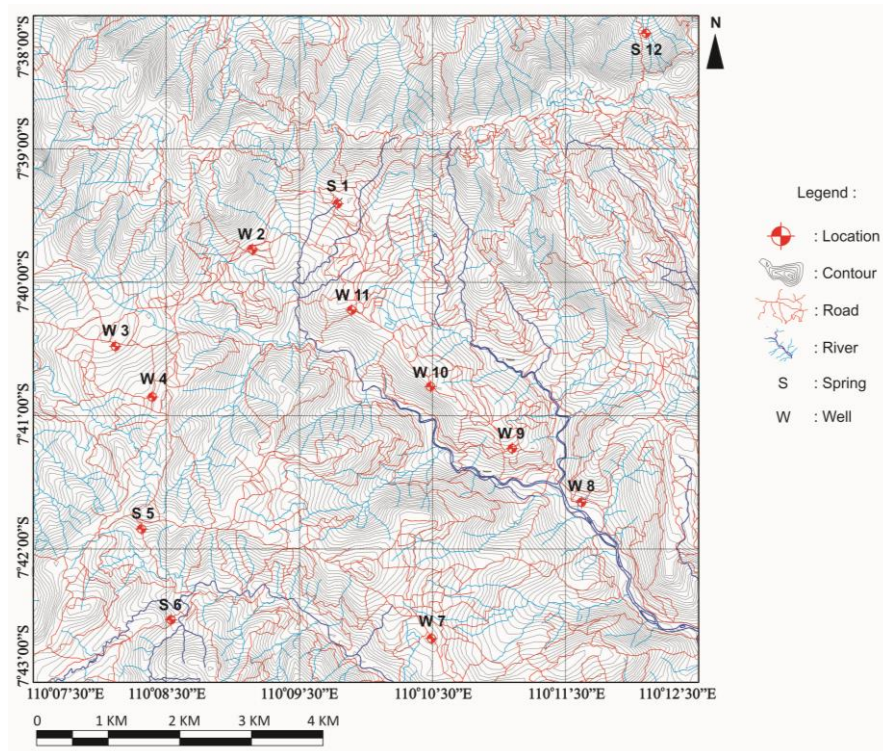 N
7°38'00"S
S 12
7°39'00"S
S 1
W 2
7°40'00"S
W 11
W 3
W 10
W 4
7°41'00"S
W 9
W 8
S 5
7°42'00"S
S 6
W 7
7°43'00"S
110°07'30"E
110°08'30"E
110°09'30"E
110°10'30"E
110°11'30"E
110°12'30"E
0
1 KM
2 KM
3 KM
4 KM
Legend :
: Location
: Contour
: Road
: River
S : Spring
W : Well